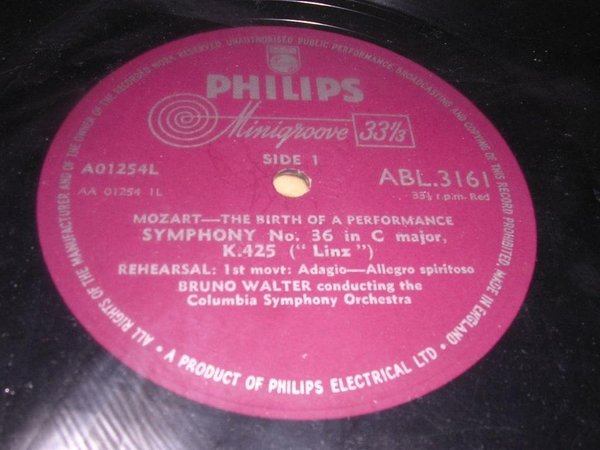 ALL RIGHTS OF THE MANUFACTURER AND OF THE OWNER OF THE RECORDED WORK RESERVED. UNAUTHORISED PUBLIC PERFORMANCE, BROADCASTING AND COPYING OF THIS RECORD PROHIBITED. MADE IN ENGLAND
PHILIPS
Minigroove 33⅓
SIDE 1
A01254L
ABL.3161
AA 01254 1L
33⅓ r.p.m. Red
MOZART—THE BIRTH OF A PERFORMANCE
SYMPHONY No. 36 in C major,
K.425 ("Linz")
REHEARSAL: 1st movt: Adagio—Allegro spiritoso
BRUNO WALTER conducting the
Columbia Symphony Orchestra
• A PRODUCT OF PHILIPS ELECTRICAL LTD •